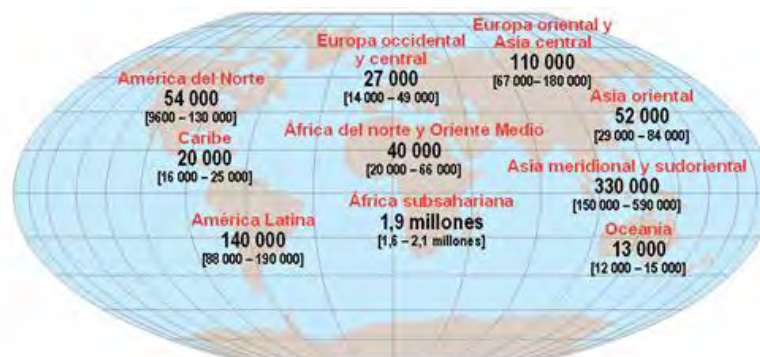 América del Norte
54 000
[9600 – 130 000]
Caribe
20 000
[16 000 – 25 000]
América Latina
140 000
[88 000 – 190 000]
Europa occidental
y central
27 000
[14 000 – 49 000]
África del norte y Oriente Medio
40 000
[20 000 – 66 000]
África subsahariana
1,9 millones
[1,6 – 2,1 millones]
Europa oriental y
Asia central
110 000
[67 000– 180 000]
Asia oriental
52 000
[29 000 – 84 000]
Asia meridional y sudoriental
330 000
[150 000 – 590 000]
Oceanía
13 000
[12 000 – 15 000]